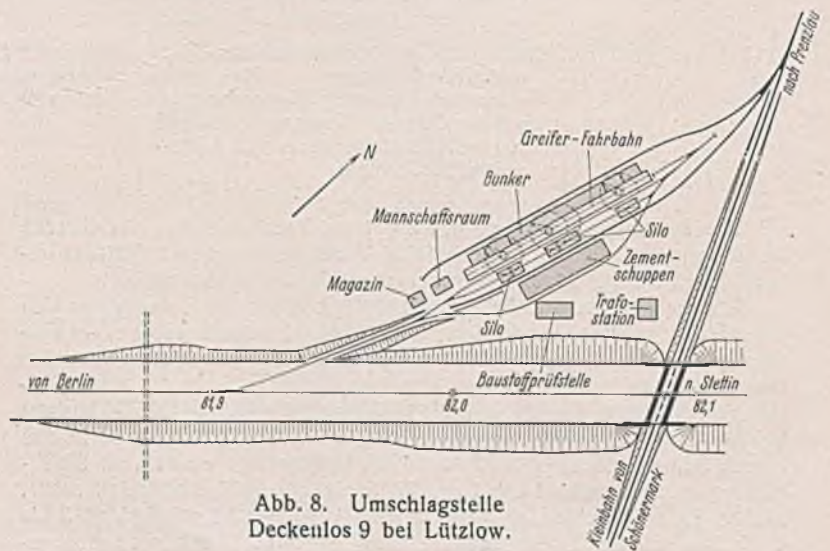 nach Prenzlau
Greifer-Fahrbahn
N
Bunker
Mannschaftsraum
Silo
Magazin
Zement-
schuppen
Silo
Trafo-
station
von Berlin
Baustoffprüfstelle
n. Stettin
81,9
82,0
82,1
Kleinbahn von
Schönermark
Abb. 8. Umschlagstelle
Deckenlos 9 bei Lützlow.